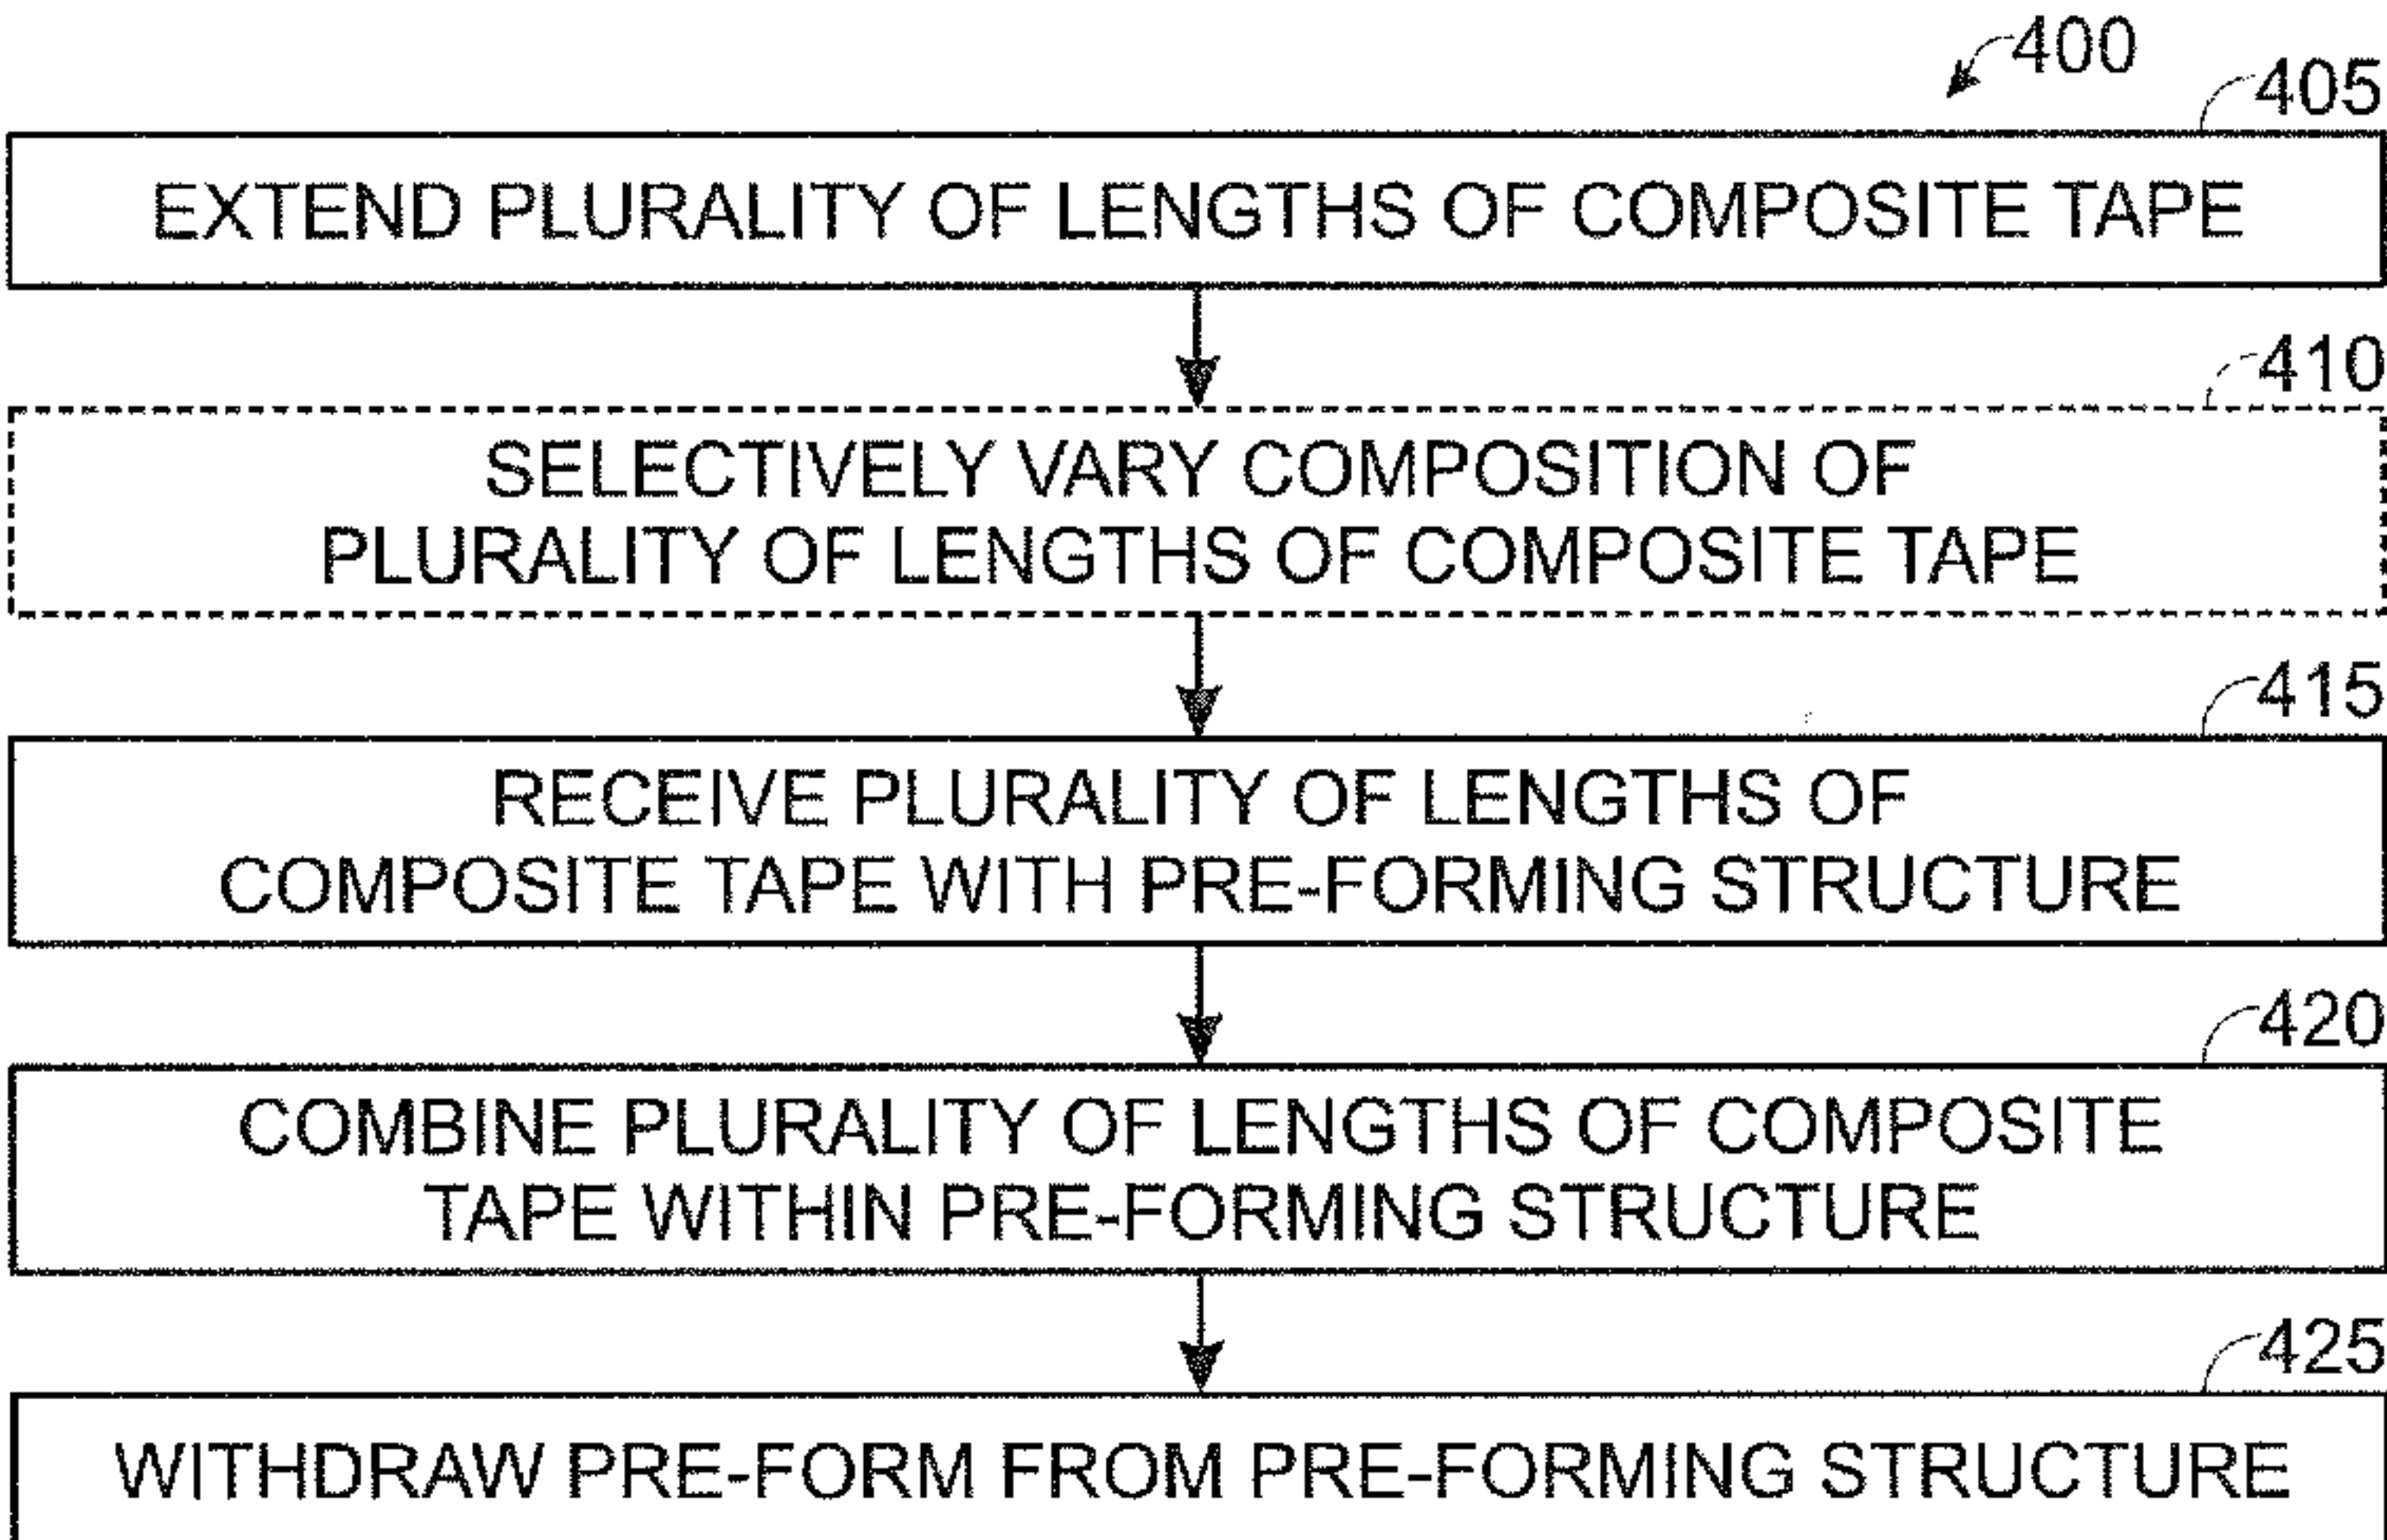 400
405
EXTEND PLURALITY OF LENGTHS OF COMPOSITE TAPE
410
SELECTIVELY VARY COMPOSITION OF
PLURALITY OF LENGTHS OF COMPOSITE TAPE
415
RECEIVE PLURALITY OF LENGTHS OF
COMPOSITE TAPE WITH PRE-FORMING STRUCTURE
420
COMBINE PLURALITY OF LENGTHS OF COMPOSITE
TAPE WITHIN PRE-FORMING STRUCTURE
425
WITHDRAW PRE-FORM FROM PRE-FORMING STRUCTURE